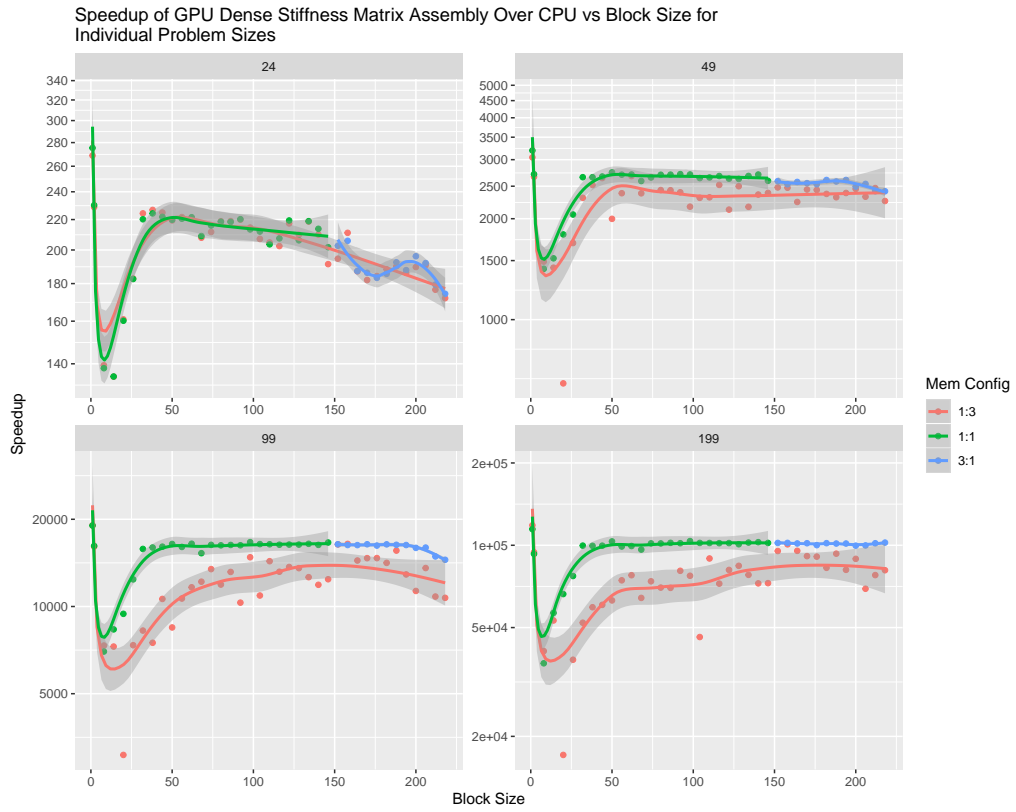 Speedup of GPU Dense Stiffness Matrix Assembly Over CPU vs Block Size for
Individual Problem Sizes
24
49
340
320
300
280
260
240
220
200
180
160
140
0 50 100 150 200
5000
4500
4000
3500
3000
2500
2000
1500
1000
0 50 100 150 200
Speedup
99
199
20000
10000
5000
0 50 100 150 200
2e+05
1e+05
5e+04
2e+04
0 50 100 150 200
Block Size
Mem Config
1:3
1:1
3:1